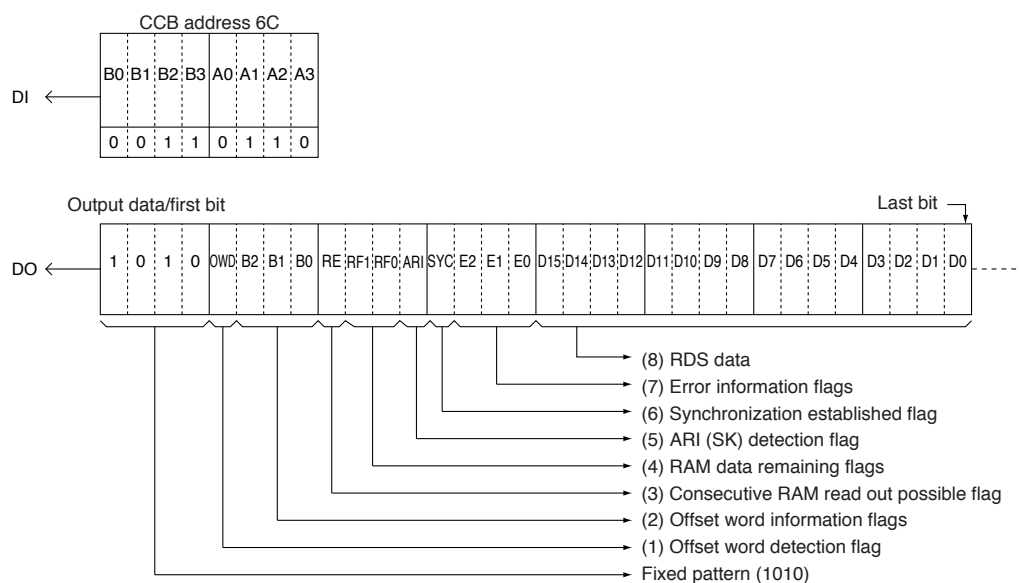 CCB address 6C
B0 B1 B2 B3 A0 A1 A2 A3
DI
0 0 1 1 0 1 1 0
Output data/first bit
Last bit
DO
1 0 1 0 OWD B2 B1 B0 RE RF1 RF0 ARI SYC E2 E1 E0 D15 D14 D13 D12 D11 D10 D9 D8 D7 D6 D5 D4 D3 D2 D1 D0
(8) RDS data
(7) Error information flags
(6) Synchronization established flag
(5) ARI (SK) detection flag
(4) RAM data remaining flags
(3) Consecutive RAM read out possible flag
(2) Offset word information flags
(1) Offset word detection flag
Fixed pattern (1010)